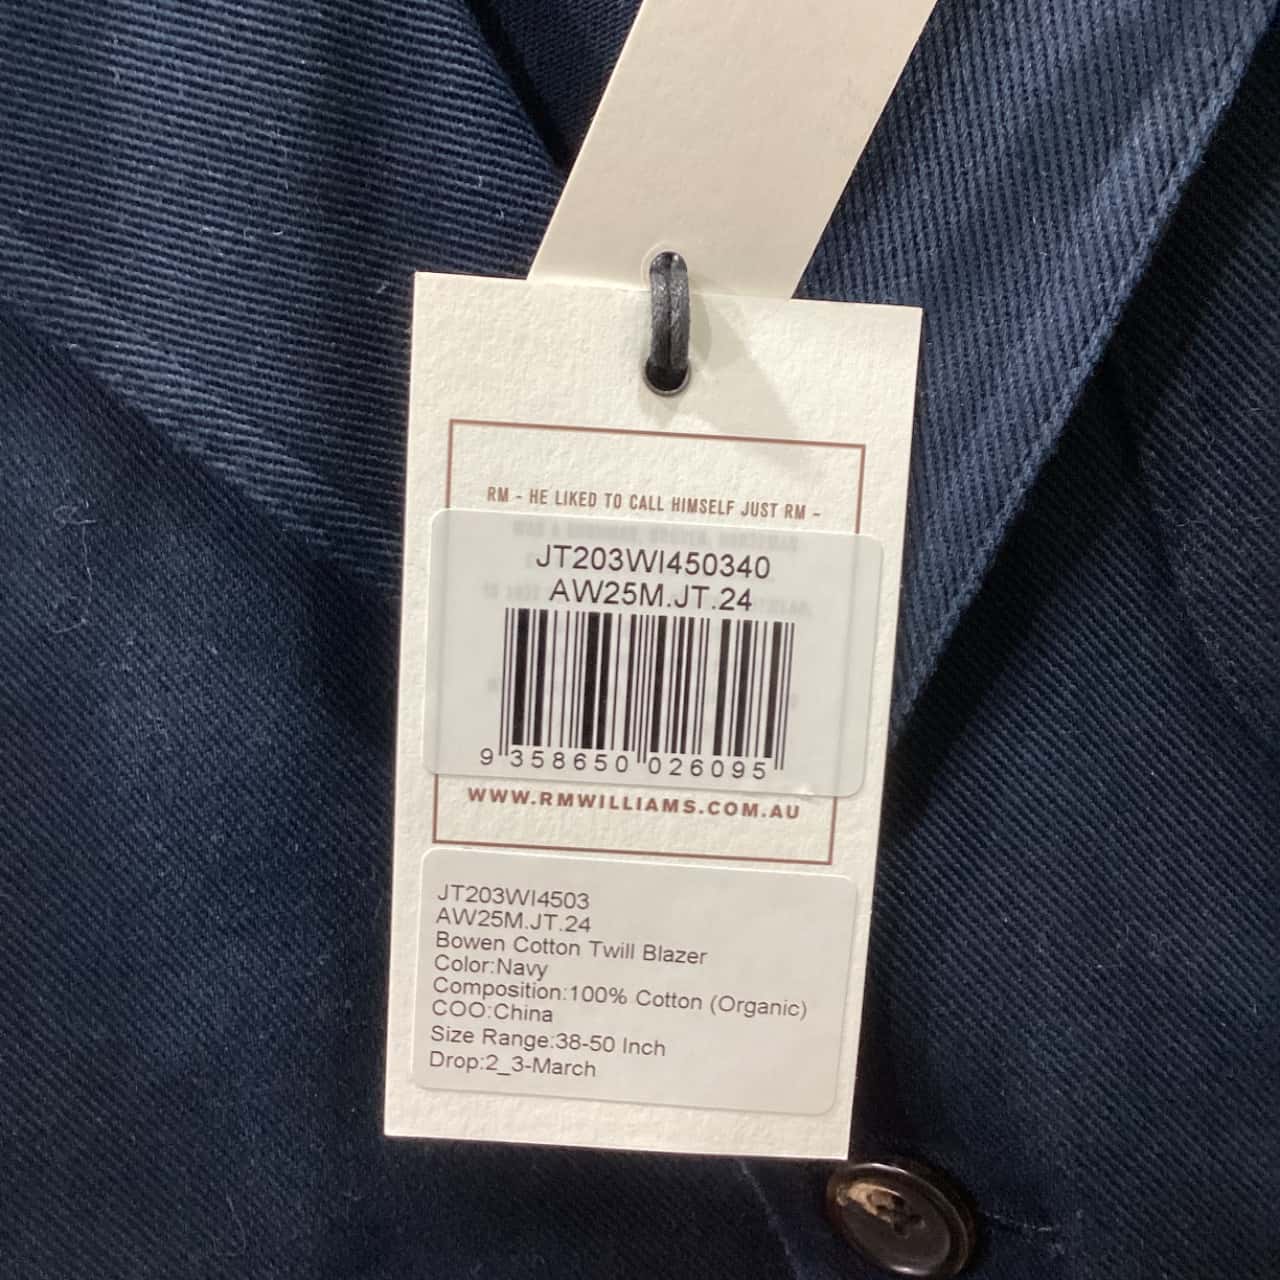 RM - HE LIKED TO CALL HIMSELF JUST RM -
JT203WI450340
AW25M.JT.24
9 358650 026095
WWW.RMWILLIAMS.COM.AU
JT203WI4503
AW25M.JT.24
Bowen Cotton Twill Blazer
Color:Navy
Composition:100% Cotton (Organic)
COO:China
Size Range:38-50 Inch
Drop:2_3-March